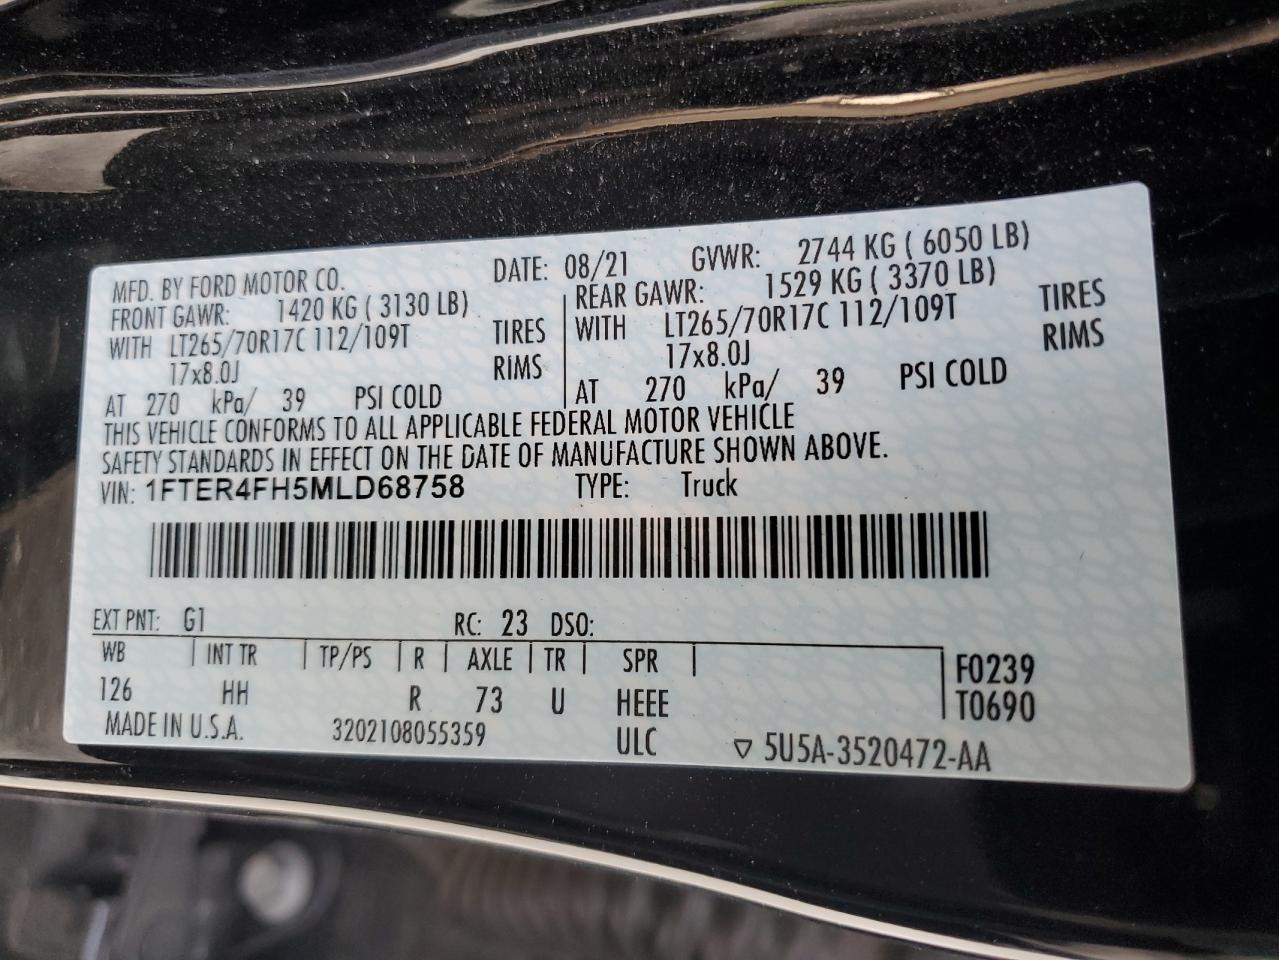 MFD. BY FORD MOTOR CO. DATE: 08/21 GVWR: 2744 KG ( 6050 LB)
FRONT GAWR: 1420 KG ( 3130 LB) REAR GAWR: 1529 KG ( 3370 LB)
WITH LT265/70R17C 112/109T TIRES WITH LT265/70R17C 112/109T TIRES
17x8.0J RIMS 17x8.0J RIMS
AT 270 kPa/ 39 PSI COLD AT 270 kPa/ 39 PSI COLD
THIS VEHICLE CONFORMS TO ALL APPLICABLE FEDERAL MOTOR VEHICLE
SAFETY STANDARDS IN EFFECT ON THE DATE OF MANUFACTURE SHOWN ABOVE.
VIN: 1FTER4FH5MLD68758 TYPE: Truck
EXT PNT: G1 RC: 23 DSO:
WB INT TR TP/PS R AXLE TR SPR F0239
126 HH R 73 U HEEE T0690
MADE IN U.S.A. 3202108055359 ULC ▽ 5U5A-3520472-AA